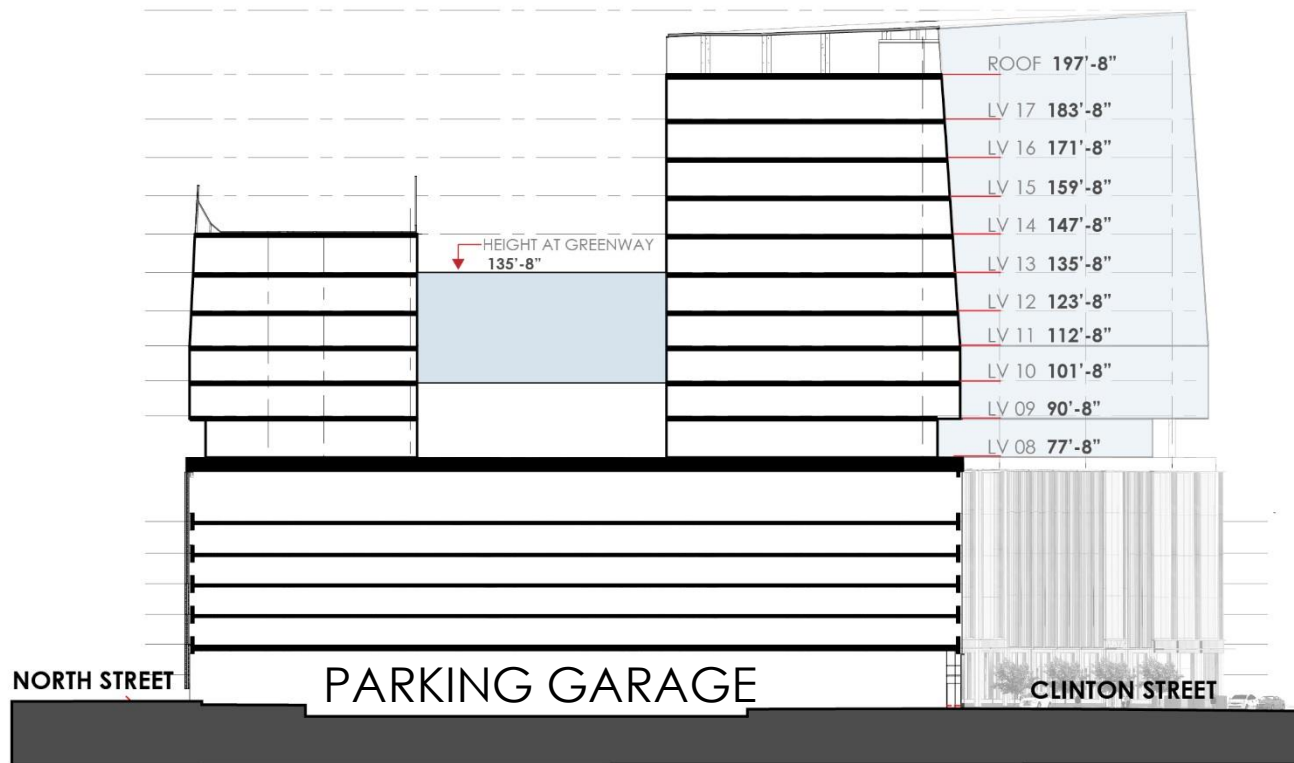 ROOF 197'-8”
LV 17 183'-8”
LV 16 171'-8”
LV 15 159'-8”
LV 14 147'-8”
HEIGHT AT GREENWAY
135'-8”
LV 13 135'-8”
LV 12 123'-8”
LV 11 112'-8”
LV 10 101'-8”
LV 09 90'-8”
LV 08 77'-8”
NORTH STREET
PARKING GARAGE
CLINTON STREET